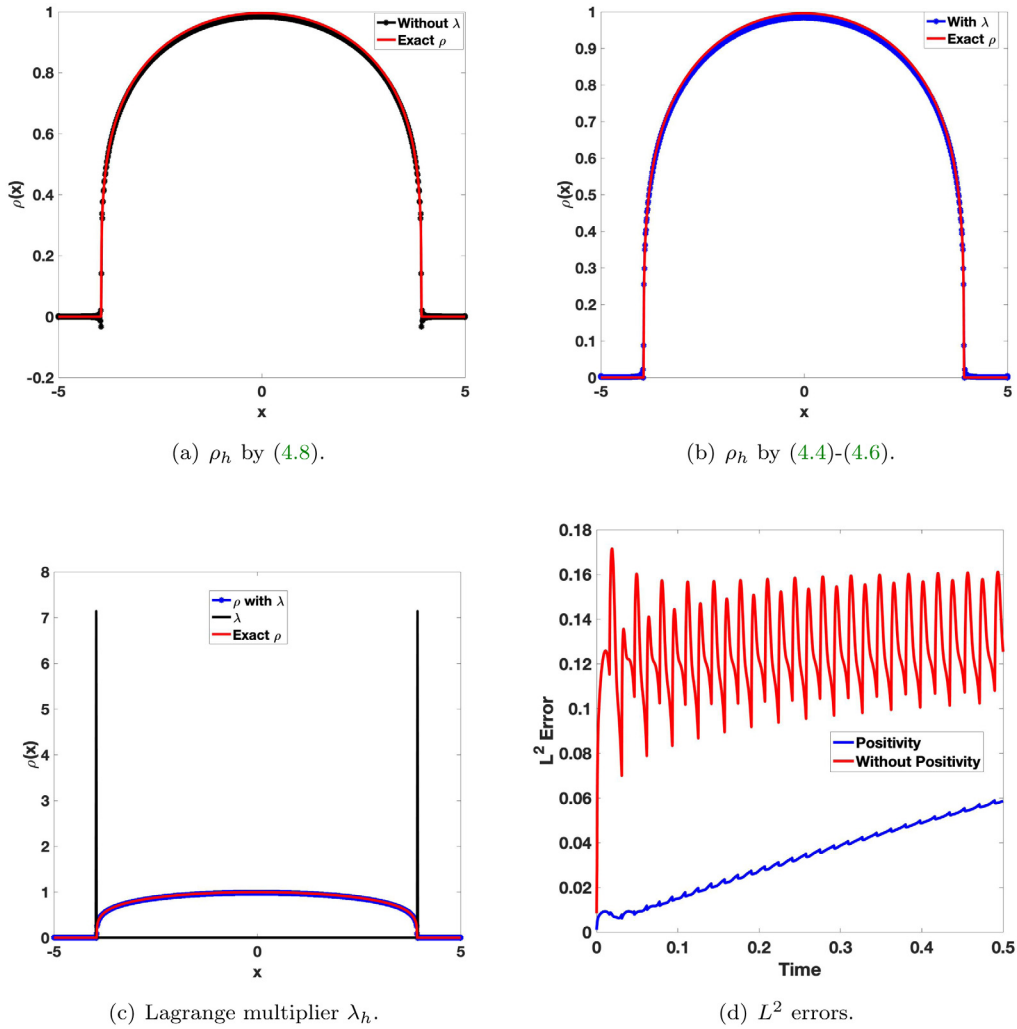 Without λ
Exact ρ
1
0.8
0.6
0.4
0.2
0
-0.2
ρ(x)
-5
0
5
x
(a) ρh by (4.8).
With λ
Exact ρ
1
0.9
0.8
0.7
0.6
0.5
0.4
0.3
0.2
0.1
0
ρ(x)
-5
0
5
x
(b) ρh by (4.4)-(4.6).
ρ with λ
λ
Exact ρ
8
7
6
5
4
3
2
1
0
ρ(x)
-5
0
5
x
(c) Lagrange multiplier λh.
0.18
0.16
0.14
0.12
0.1
0.08
0.06
0.04
0.02
0
L² Error
Positivity
Without Positivity
0
0.1
0.2
0.3
0.4
0.5
Time
(d) L² errors.